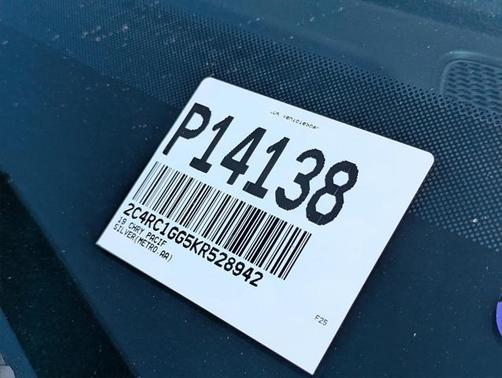 P14138
2C4RC1GG5KR528942
19 CHRY PACIF
SILVER(METRO AA)
F25